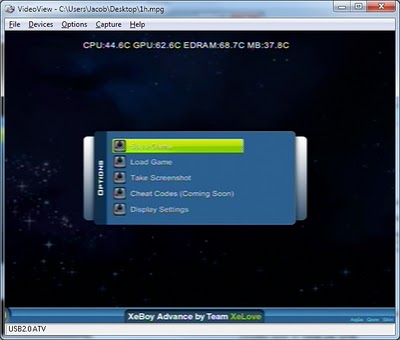 VideoView - C:\Users\Jacob\Desktop\1h.mpg
File Devices Options Capture Help
CPU:44.6C GPU:62.6C EDRAM:68.7C MB:37.8C
OPTIONS
Save Game
Load Game
Take Screenshot
Cheat Codes (Coming Soon)
Display Settings
XeBoy Advance by Team XeLove
USB2.0 ATV